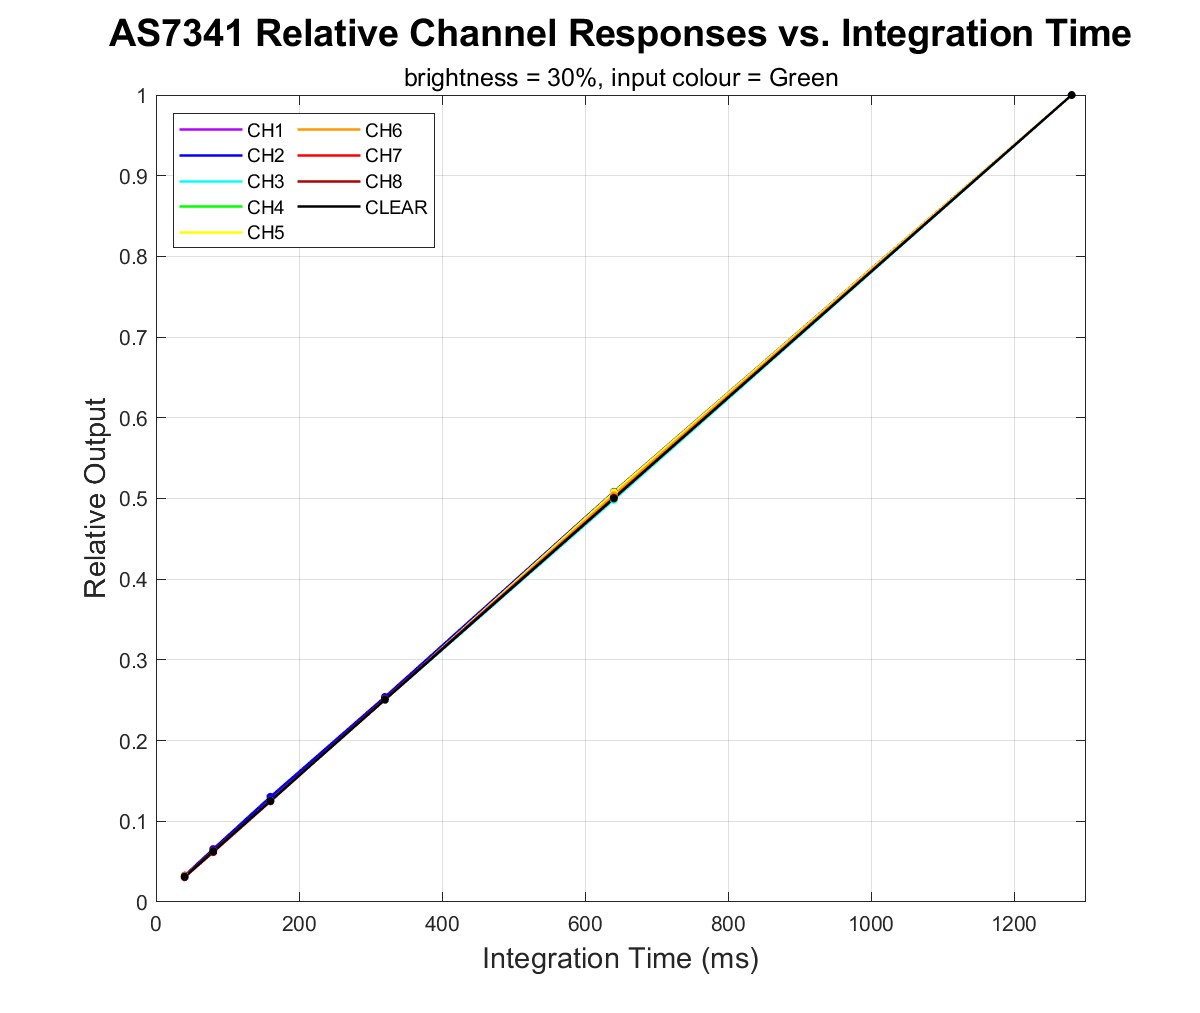 AS7341 Relative Channel Responses vs. Integration Time
brightness = 30%, input colour = Green
CH1
CH2
CH3
CH4
CH5
CH6
CH7
CH8
CLEAR
Relative Output
1
0.9
0.8
0.7
0.6
0.5
0.4
0.3
0.2
0.1
0
0 200 400 600 800 1000 1200
Integration Time (ms)